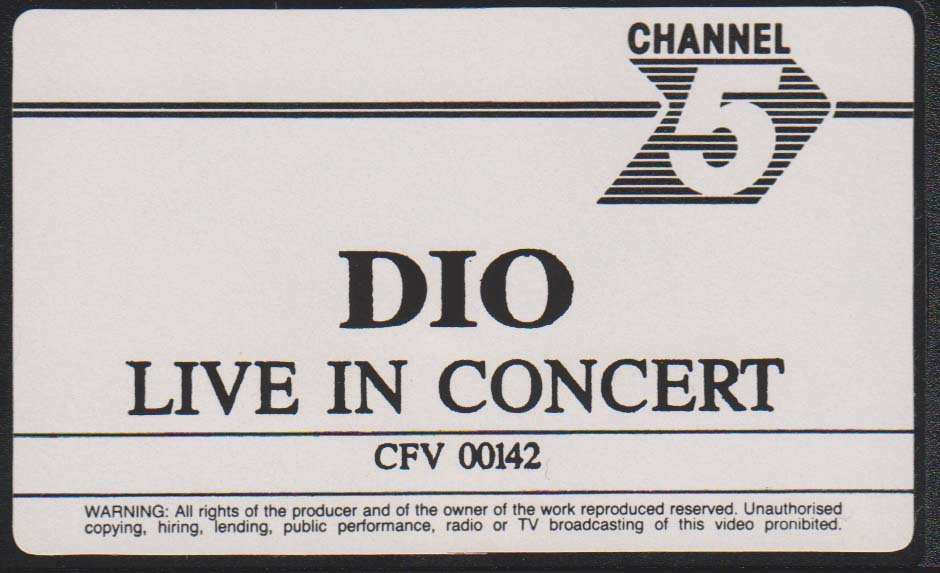 CHANNEL
5
DIO
LIVE IN CONCERT
CFV 00142
WARNING: All rights of the producer and of the owner of the work reproduced reserved. Unauthorised
copying, hiring, lending, public performance, radio or TV broadcasting of this video prohibited.